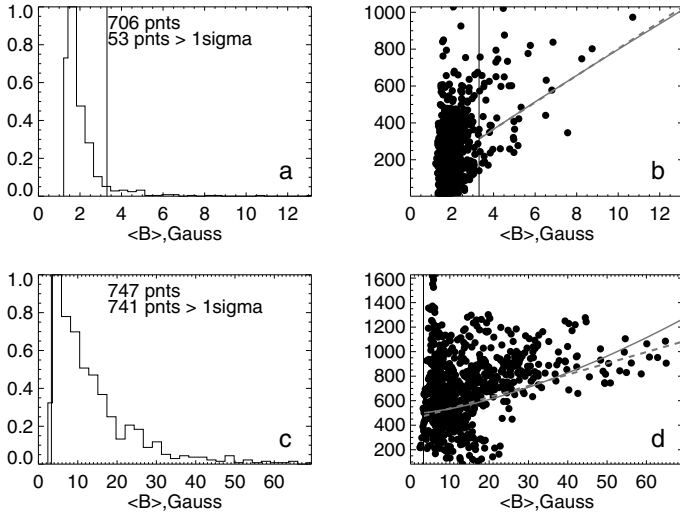 706 pnts
53 pnts > 1sigma
1.0
0.8
0.6
0.4
0.2
0.0
a
0 2 4 6 8 10 12
<B>,Gauss
1000
800
600
400
200
b
0 2 4 6 8 10 12
<B>,Gauss
747 pnts
741 pnts > 1sigma
1.0
0.8
0.6
0.4
0.2
0.0
c
0 10 20 30 40 50 60
<B>,Gauss
1600
1400
1200
1000
800
600
400
200
d
0 10 20 30 40 50 60
<B>,Gauss